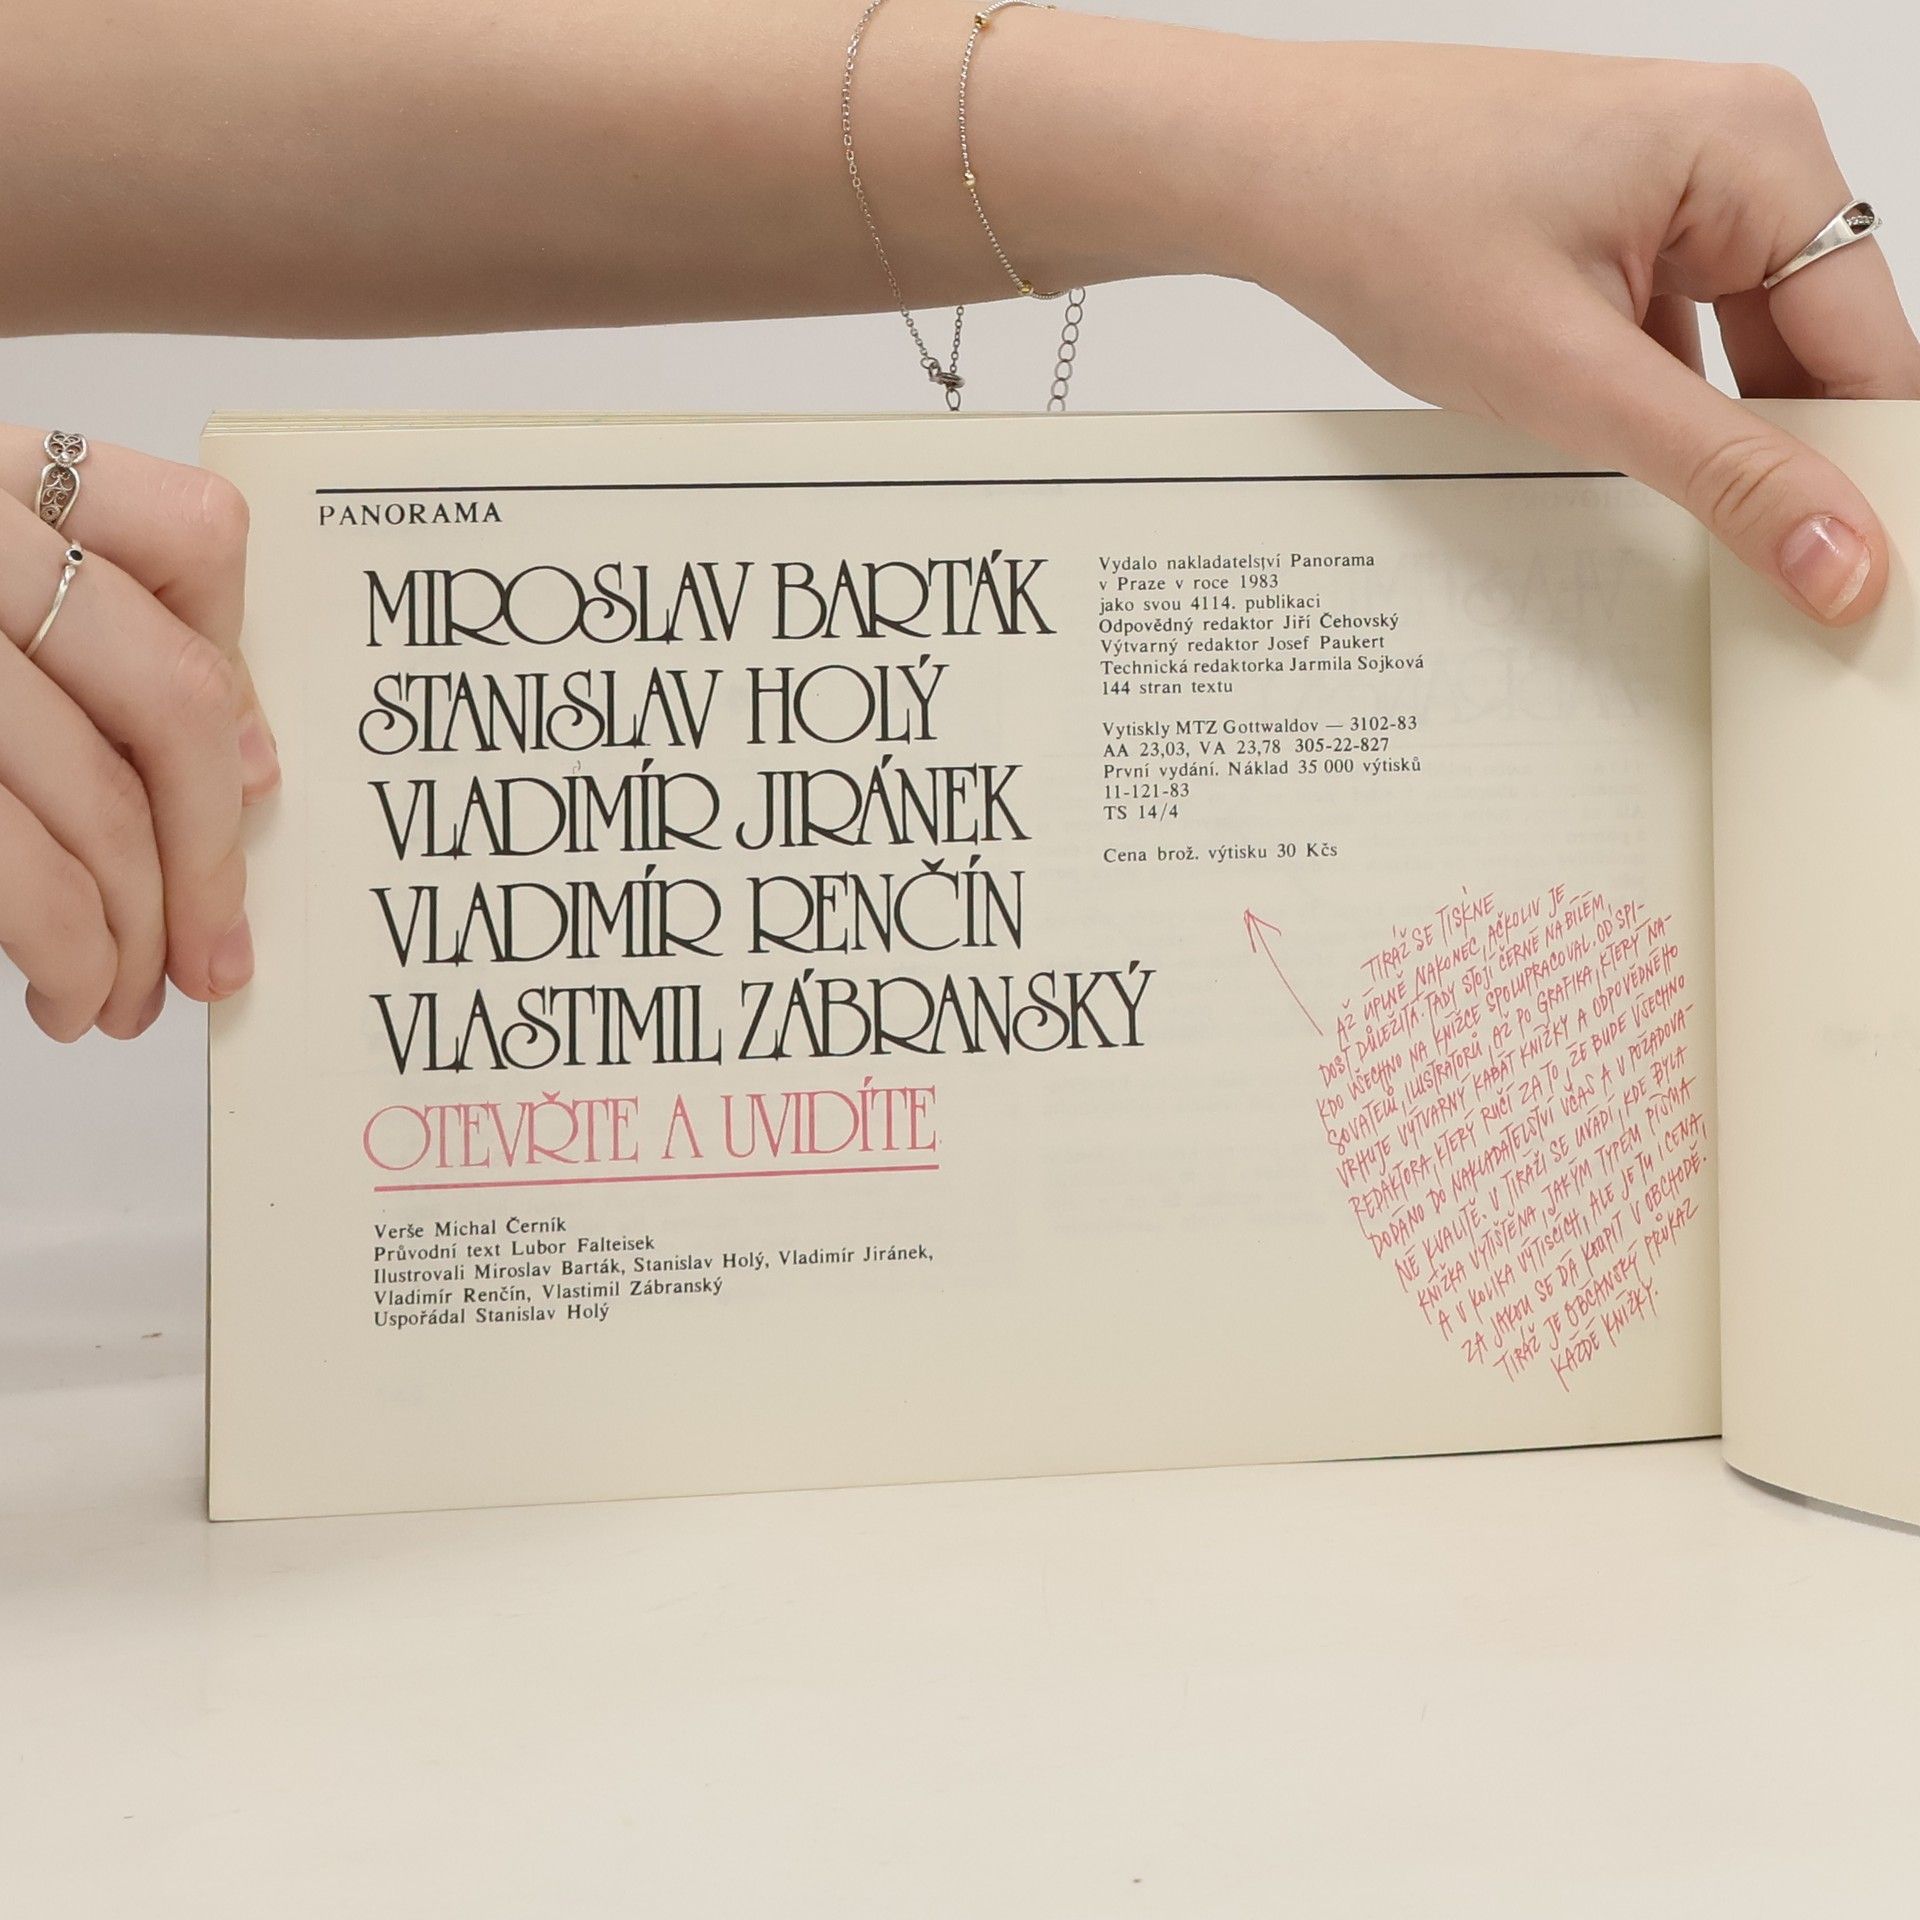 PANORAMA
MIROSLAV BARTÁK
STANISLAV HOLÝ
VLADIMÍR JIRÁNEK
VLADIMÍR RENČÍN
VLASTIMIL ZÁBRANSKÝ
OTEVŘTE A UVIDÍTE
Verše Michal Černík
Průvodní text Lubor Falteisek
Ilustrovali Miroslav Barták, Stanislav Holý, Vladimír Jiránek,
Vladimír Renčín, Vlastimil Zábranský
Uspořádal Stanislav Holý
Vydalo nakladatelství Panorama
v Praze v roce 1983
jako svou 4114. publikaci
Odpovědný redaktor Jiří Čehovský
Výtvarný redaktor Josef Paukert
Technická redaktorka Jarmila Sojková
144 stran textu
Vytiskly MTZ Gottwaldov — 3102-83
AA 23,03, VA 23,78 305-22-827
První vydání. Náklad 35 000 výtisků
11-121-83
TS 14/4
Cena brož. výtisku 30 Kčs
TIRÁŽ SE TISKNE
AŽ ÚPLNĚ NAKONEC, AČKOLIV JE
DOST DŮLEŽITÁ. TADY STOJÍ ČERNÉ NA BÍLÉM,
KDO VŠECHNO NA KNÍŽCE SPOLUPRACOVAL. OD SPI-
SOVATELŮ, ILUSTRÁTORŮ, AŽ PO GRAFIKA, KTERÝ NA-
VRHUJE VÝTVARNÝ KABÁT KNÍŽKY A ODPOVĚDNÉHO
REDAKTORA, KTERÝ RUČÍ ZA TO, ŽE BUDE VŠECHNO
DODÁNO DO NAKLADATELSTVÍ VČAS A V POŽADOVA-
NÉ KVALITĚ. V TIRÁŽI SE UVÁDÍ, KDE BYLA
KNÍŽKA VYTIŠTĚNA, JAKÝM TYPEM PÍSMA
A V KOLIKA VÝTISCÍCH, ALE JE TU I CENA,
ZA JAKOU SE DÁ KOUPIT V OBCHODĚ.
TIRÁŽ JE OBČANSKÝ PRŮKAZ
KAŽDÉ KNÍŽKY.